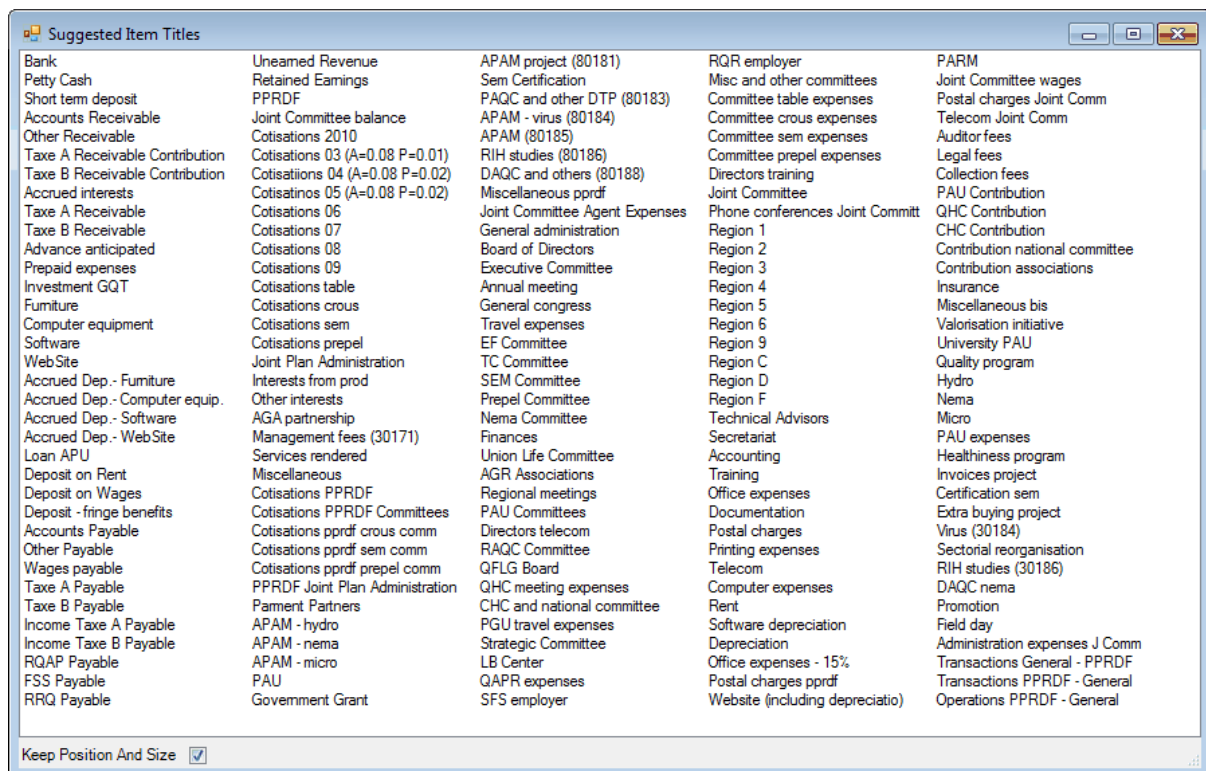 Suggested Item Titles
Bank
Petty Cash
Short term deposit
Accounts Receivable
Other Receivable
Taxe A Receivable Contribution
Taxe B Receivable Contribution
Accrued interests
Taxe A Receivable
Taxe B Receivable
Advance anticipated
Prepaid expenses
Investment GQT
Furniture
Computer equipment
Software
WebSite
Accrued Dep.- Furniture
Accrued Dep.- Computer equip.
Accrued Dep.- Software
Accrued Dep.- WebSite
Loan APU
Deposit on Rent
Deposit on Wages
Deposit - fringe benefits
Accounts Payable
Other Payable
Wages payable
Taxe A Payable
Taxe B Payable
Income Taxe A Payable
Income Taxe B Payable
RQAP Payable
FSS Payable
RRQ Payable
Unearned Revenue
Retained Earnings
PPRDF
Joint Committee balance
Cotisations 2010
Cotisations 03 (A=0.08 P=0.01)
Cotisatiions 04 (A=0.08 P=0.02)
Cotisatinos 05 (A=0.08 P=0.02)
Cotisations 06
Cotisations 07
Cotisations 08
Cotisations 09
Cotisations table
Cotisations crous
Cotisations sem
Cotisations prepel
Joint Plan Administration
Interests from prod
Other interests
AGA partnership
Management fees (30171)
Services rendered
Miscellaneous
Cotisations PPRDF
Cotisations PPRDF Committees
Cotisations pprdf crous comm
Cotisations pprdf sem comm
Cotisations pprdf prepel comm
PPRDF Joint Plan Administration
Parment Partners
APAM - hydro
APAM - nema
APAM - micro
PAU
Government Grant
APAM project (80181)
Sem Certification
PAQC and other DTP (80183)
APAM - virus (80184)
APAM (80185)
RIH studies (80186)
DAQC and others (80188)
Miscellaneous pprdf
Joint Committee Agent Expenses
General administration
Board of Directors
Executive Committee
Annual meeting
General congress
Travel expenses
EF Committee
TC Committee
SEM Committee
Prepel Committee
Nema Committee
Finances
Union Life Committee
AGR Associations
Regional meetings
PAU Committees
Directors telecom
RAQC Committee
QFLG Board
QHC meeting expenses
CHC and national committee
PGU travel expenses
Strategic Committee
LB Center
QAPR expenses
SFS employer
RQR employer
Misc and other committees
Committee table expenses
Committee crous expenses
Committee sem expenses
Committee prepel expenses
Directors training
Joint Committee
Phone conferences Joint Committ
Region 1
Region 2
Region 3
Region 4
Region 5
Region 6
Region 9
Region C
Region D
Region F
Technical Advisors
Secretariat
Accounting
Training
Office expenses
Documentation
Postal charges
Printing expenses
Telecom
Computer expenses
Rent
Software depreciation
Depreciation
Office expenses - 15%
Postal charges pprdf
Website (including depreciatio)
PARM
Joint Committee wages
Postal charges Joint Comm
Telecom Joint Comm
Auditor fees
Legal fees
Collection fees
PAU Contribution
QHC Contribution
CHC Contribution
Contribution national committee
Contribution associations
Insurance
Miscellaneous bis
Valorisation initiative
University PAU
Quality program
Hydro
Nema
Micro
PAU expenses
Healthiness program
Invoices project
Certification sem
Extra buying project
Virus (30184)
Sectorial reorganisation
RIH studies (30186)
DAQC nema
Promotion
Field day
Administration expenses J Comm
Transactions General - PPRDF
Transactions PPRDF - General
Operations PPRDF - General
Keep Position And Size